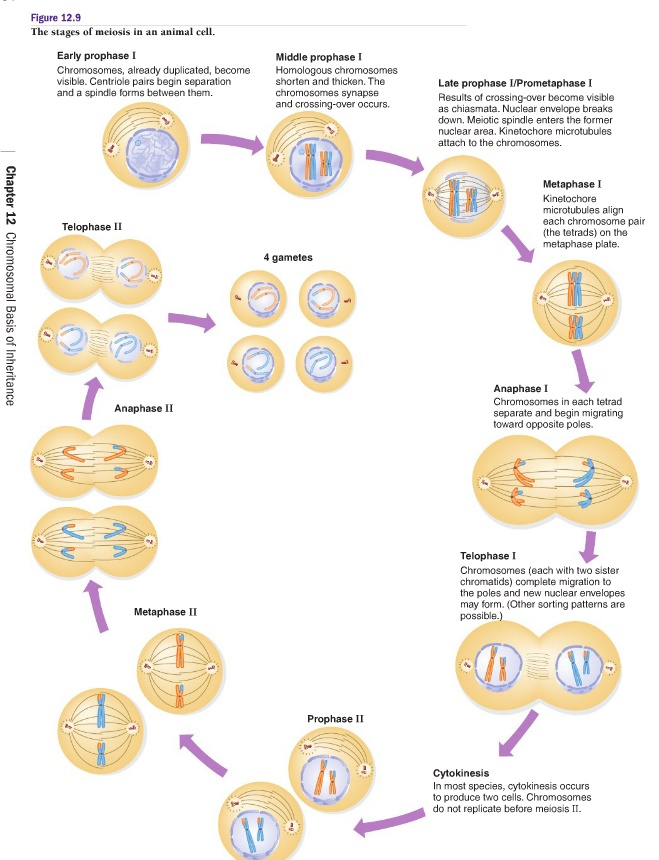 Figure 12.9
The stages of meiosis in an animal cell.
Early prophase I
Chromosomes, already duplicated, become
visible. Centriole pairs begin separation
and a spindle forms between them.
Middle prophase I
Homologous chromosomes
shorten and thicken. The
chromosomes synapse
and crossing-over occurs.
Late prophase I/Prometaphase I
Results of crossing-over become visible
as chiasmata. Nuclear envelope breaks
down. Meiotic spindle enters the former
nuclear area. Kinetochore microtubules
attach to the chromosomes.
Metaphase I
Kinetochore
microtubules align
each chromosome pair
(the tetrads) on the
metaphase plate.
Anaphase I
Chromosomes in each tetrad
separate and begin migrating
toward opposite poles.
Telophase I
Chromosomes (each with two sister
chromatids) complete migration to
the poles and new nuclear envelopes
may form. (Other sorting patterns are
possible.)
Cytokinesis
In most species, cytokinesis occurs
to produce two cells. Chromosomes
do not replicate before meiosis II.
Prophase II
Metaphase II
Anaphase II
Telophase II
4 gametes
Chapter 12 Chromosomal Basis of Inheritance